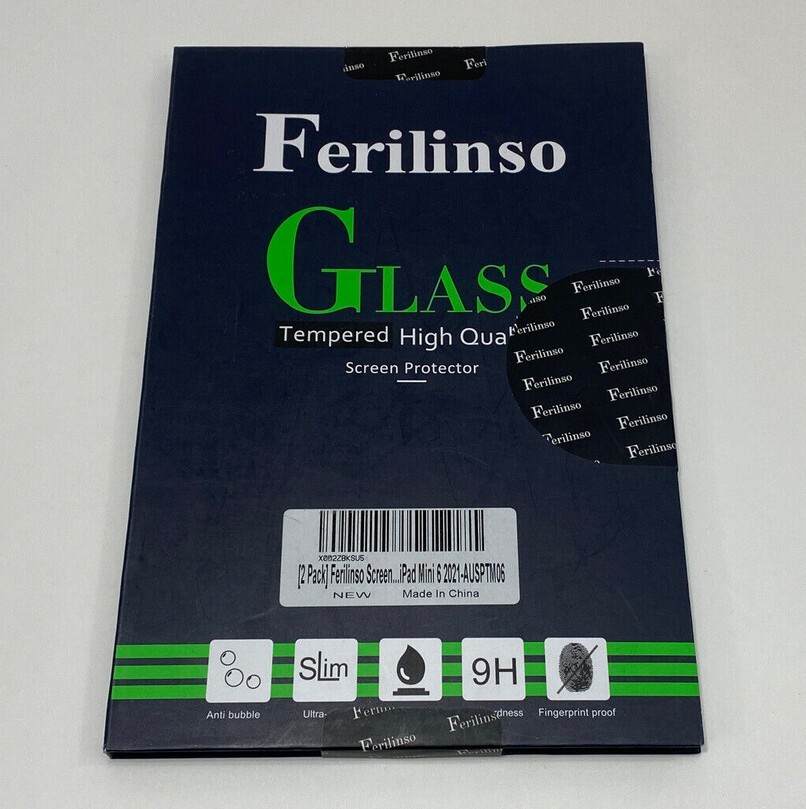 Ferilinso
Ferilinso
Ferilinso
GLASS
Ferilinso
Ferilinso
Ferilinso
Ferilinso
Ferilinso
Tempered High Qua
Ferilinso
Ferilinso
Screen Protector
Ferilinso
Ferilinso
Ferilinso
Ferilinso
Ferilinso
X002ZBKSU5
[2 Pack] Ferilinso Screen...iPad Mini 6 2021-AUSPTM06
NEW Made In China
SLim
9H
Anti bubble Ultra- rdness Fingerprint proof
Ferilinso
Ferilinso